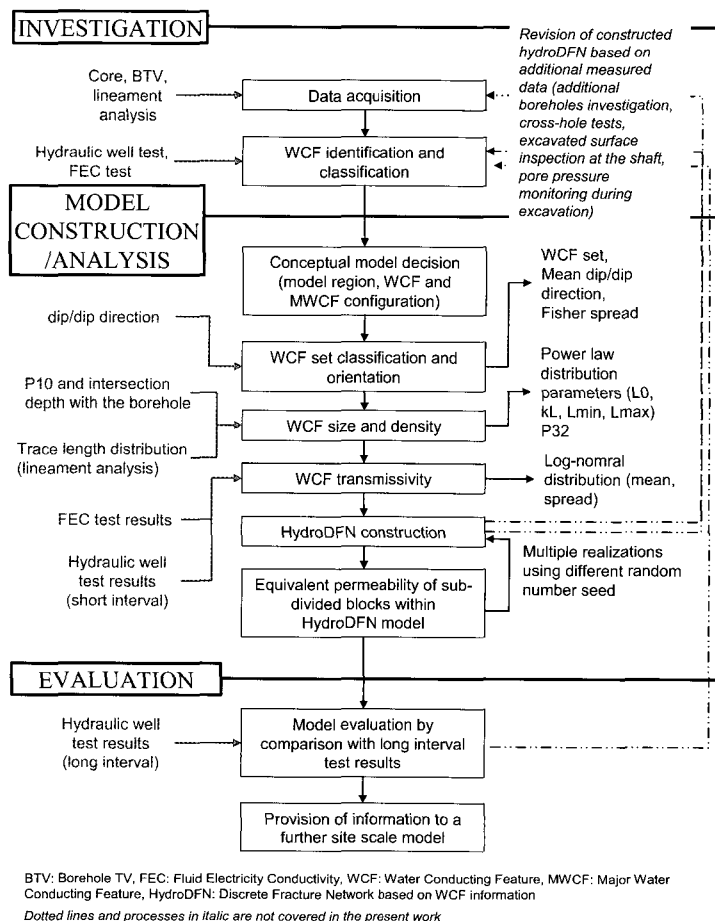 INVESTIGATION
Revision of constructed
hydroDFN based on
additional measured
data (additional
boreholes investigation,
cross-hole tests,
excavated surface
inspection at the shaft,
pore pressure
monitoring during
excavation)
Core, BTV,
lineament
analysis
Data acquisition
Hydraulic well test,
FEC test
WCF identification and
classification
MODEL
CONSTRUCTION
/ANALYSIS
Conceptual model decision
(model region, WCF and
MWCF configuration)
WCF set,
Mean dip/dip
direction,
Fisher spread
dip/dip direction
WCF set classification and
orientation
P10 and intersection
depth with the borehole
Power law
distribution
parameters (L0,
kL, Lmin, Lmax)
P32
WCF size and density
Trace length distribution
(lineament analysis)
WCF transmissivity
Log-nomral
distribution (mean,
spread)
FEC test results
HydroDFN construction
Hydraulic well
test results
(short interval)
Multiple realizations
using different random
number seed
Equivalent permeability of sub-
divided blocks within
HydroDFN model
EVALUATION
Hydraulic well
test results
(long interval)
Model evaluation by
comparison with long interval
test results
Provision of information to a
further site scale model
BTV: Borehole TV, FEC: Fluid Electricity Conductivity, WCF: Water Conducting Feature, MWCF: Major Water
Conducting Feature, HydroDFN: Discrete Fracture Network based on WCF information
Dotted lines and processes in italic are not covered in the present work